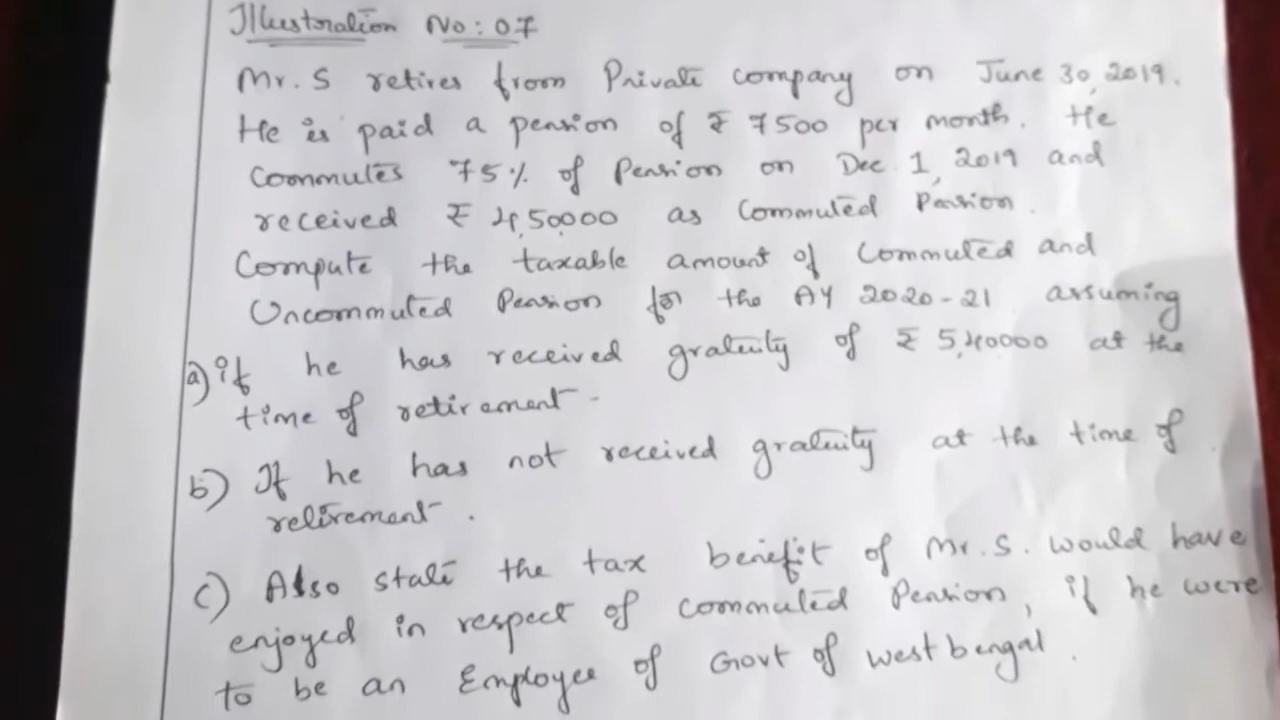 Illustration No: 07
Mr. S retires from Private company on June 30, 2019.
He is paid a pension of ₹ 7500 per month. He
Commutes 75% of Pension on Dec 1, 2019 and
received ₹ 4,50,000 as Commuted Pension.
Compute the taxable amount of Commuted and
Uncommuted Pension for the AY 2020-21 assuming
a) if he has received gratuity of ₹ 5,40000 at the
time of retirement.
b) If he has not received gratuity at the time of
retirement.
c) Also state the tax benefit of Mr. S. would have
enjoyed in respect of commuted Pension, if he were
to be an Employee of Govt of west bengal.